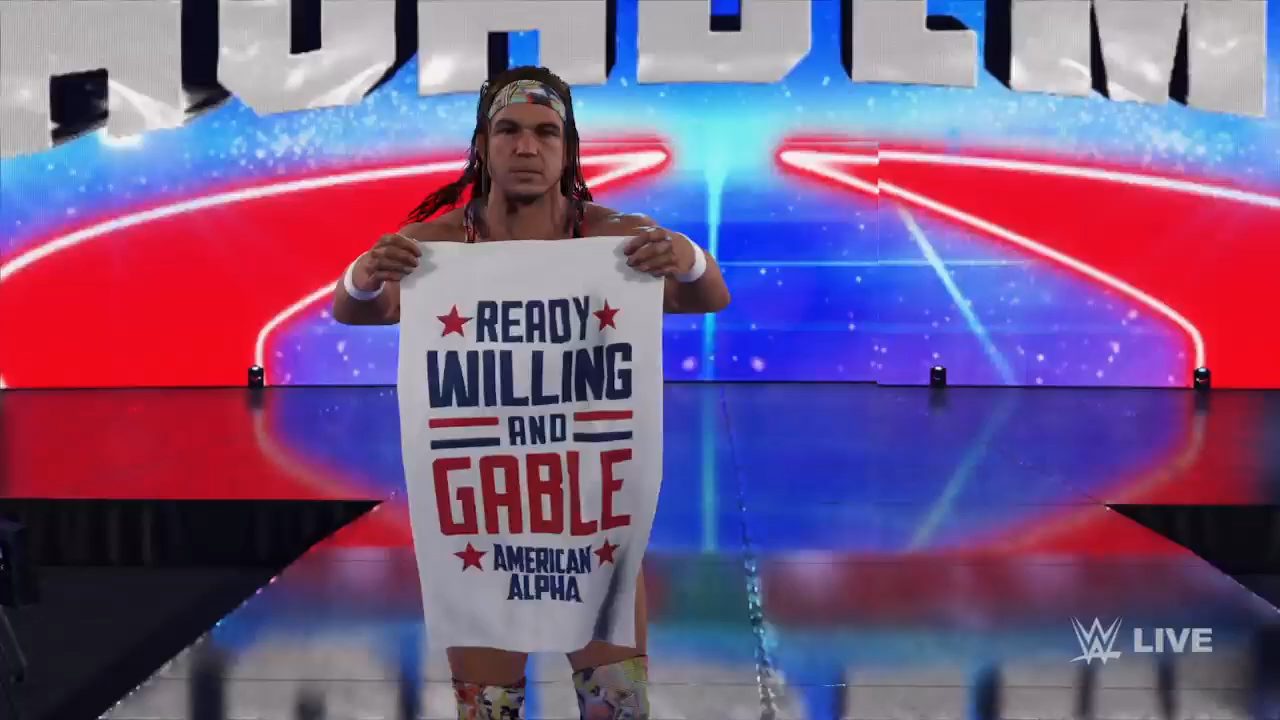 READY
WILLING
AND
GABLE
AMERICAN
ALPHA
W LIVE